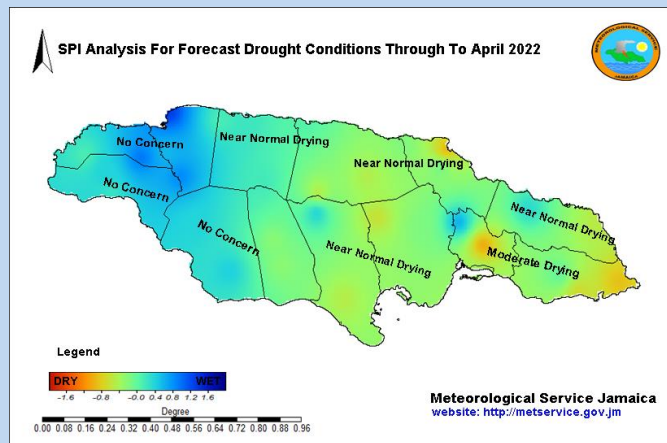 SPI Analysis For Forecast Drought Conditions Through To April 2022
METEOROLOGICAL SERVICE
JAMAICA
No Concern
Near Normal Drying
Near Normal Drying
No Concern
No Concern
Near Normal Drying
Near Normal Drying
Moderate Drying
Legend
DRY WET
-1.6 -0.8 -0.0 0.4 0.8 1.2 1.6
Degree
0.00 0.08 0.16 0.24 0.32 0.40 0.48 0.56 0.64 0.72 0.80 0.88 0.96
Meteorological Service Jamaica
website: http://metservice.gov.jm